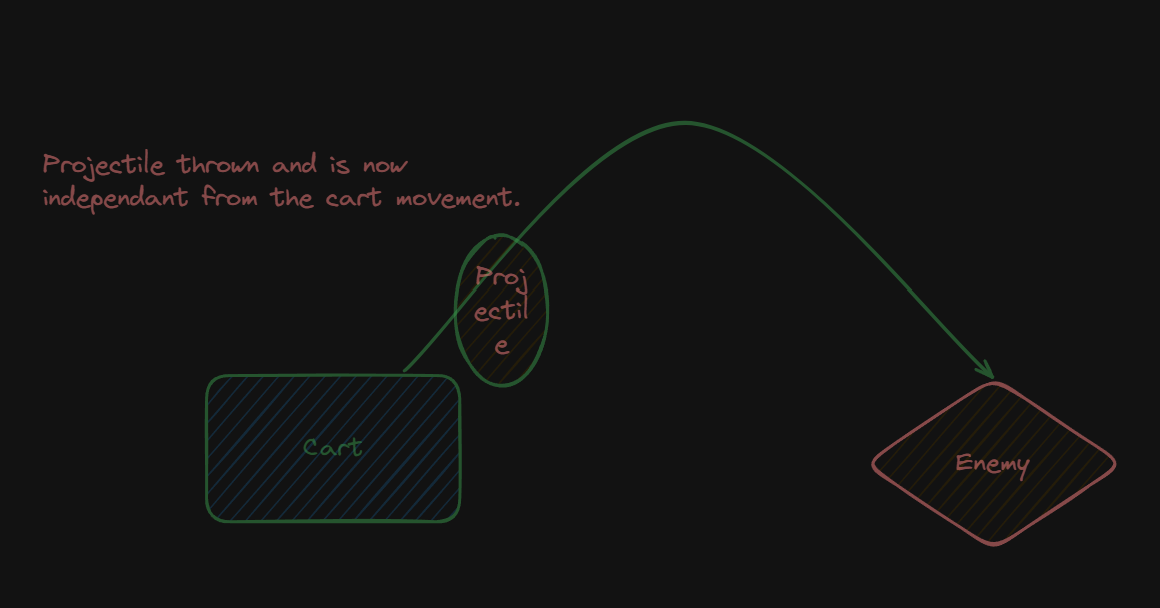 Projectile thrown and is now
independant from the cart movement.
Proj
ectil
e
Cart
Enemy